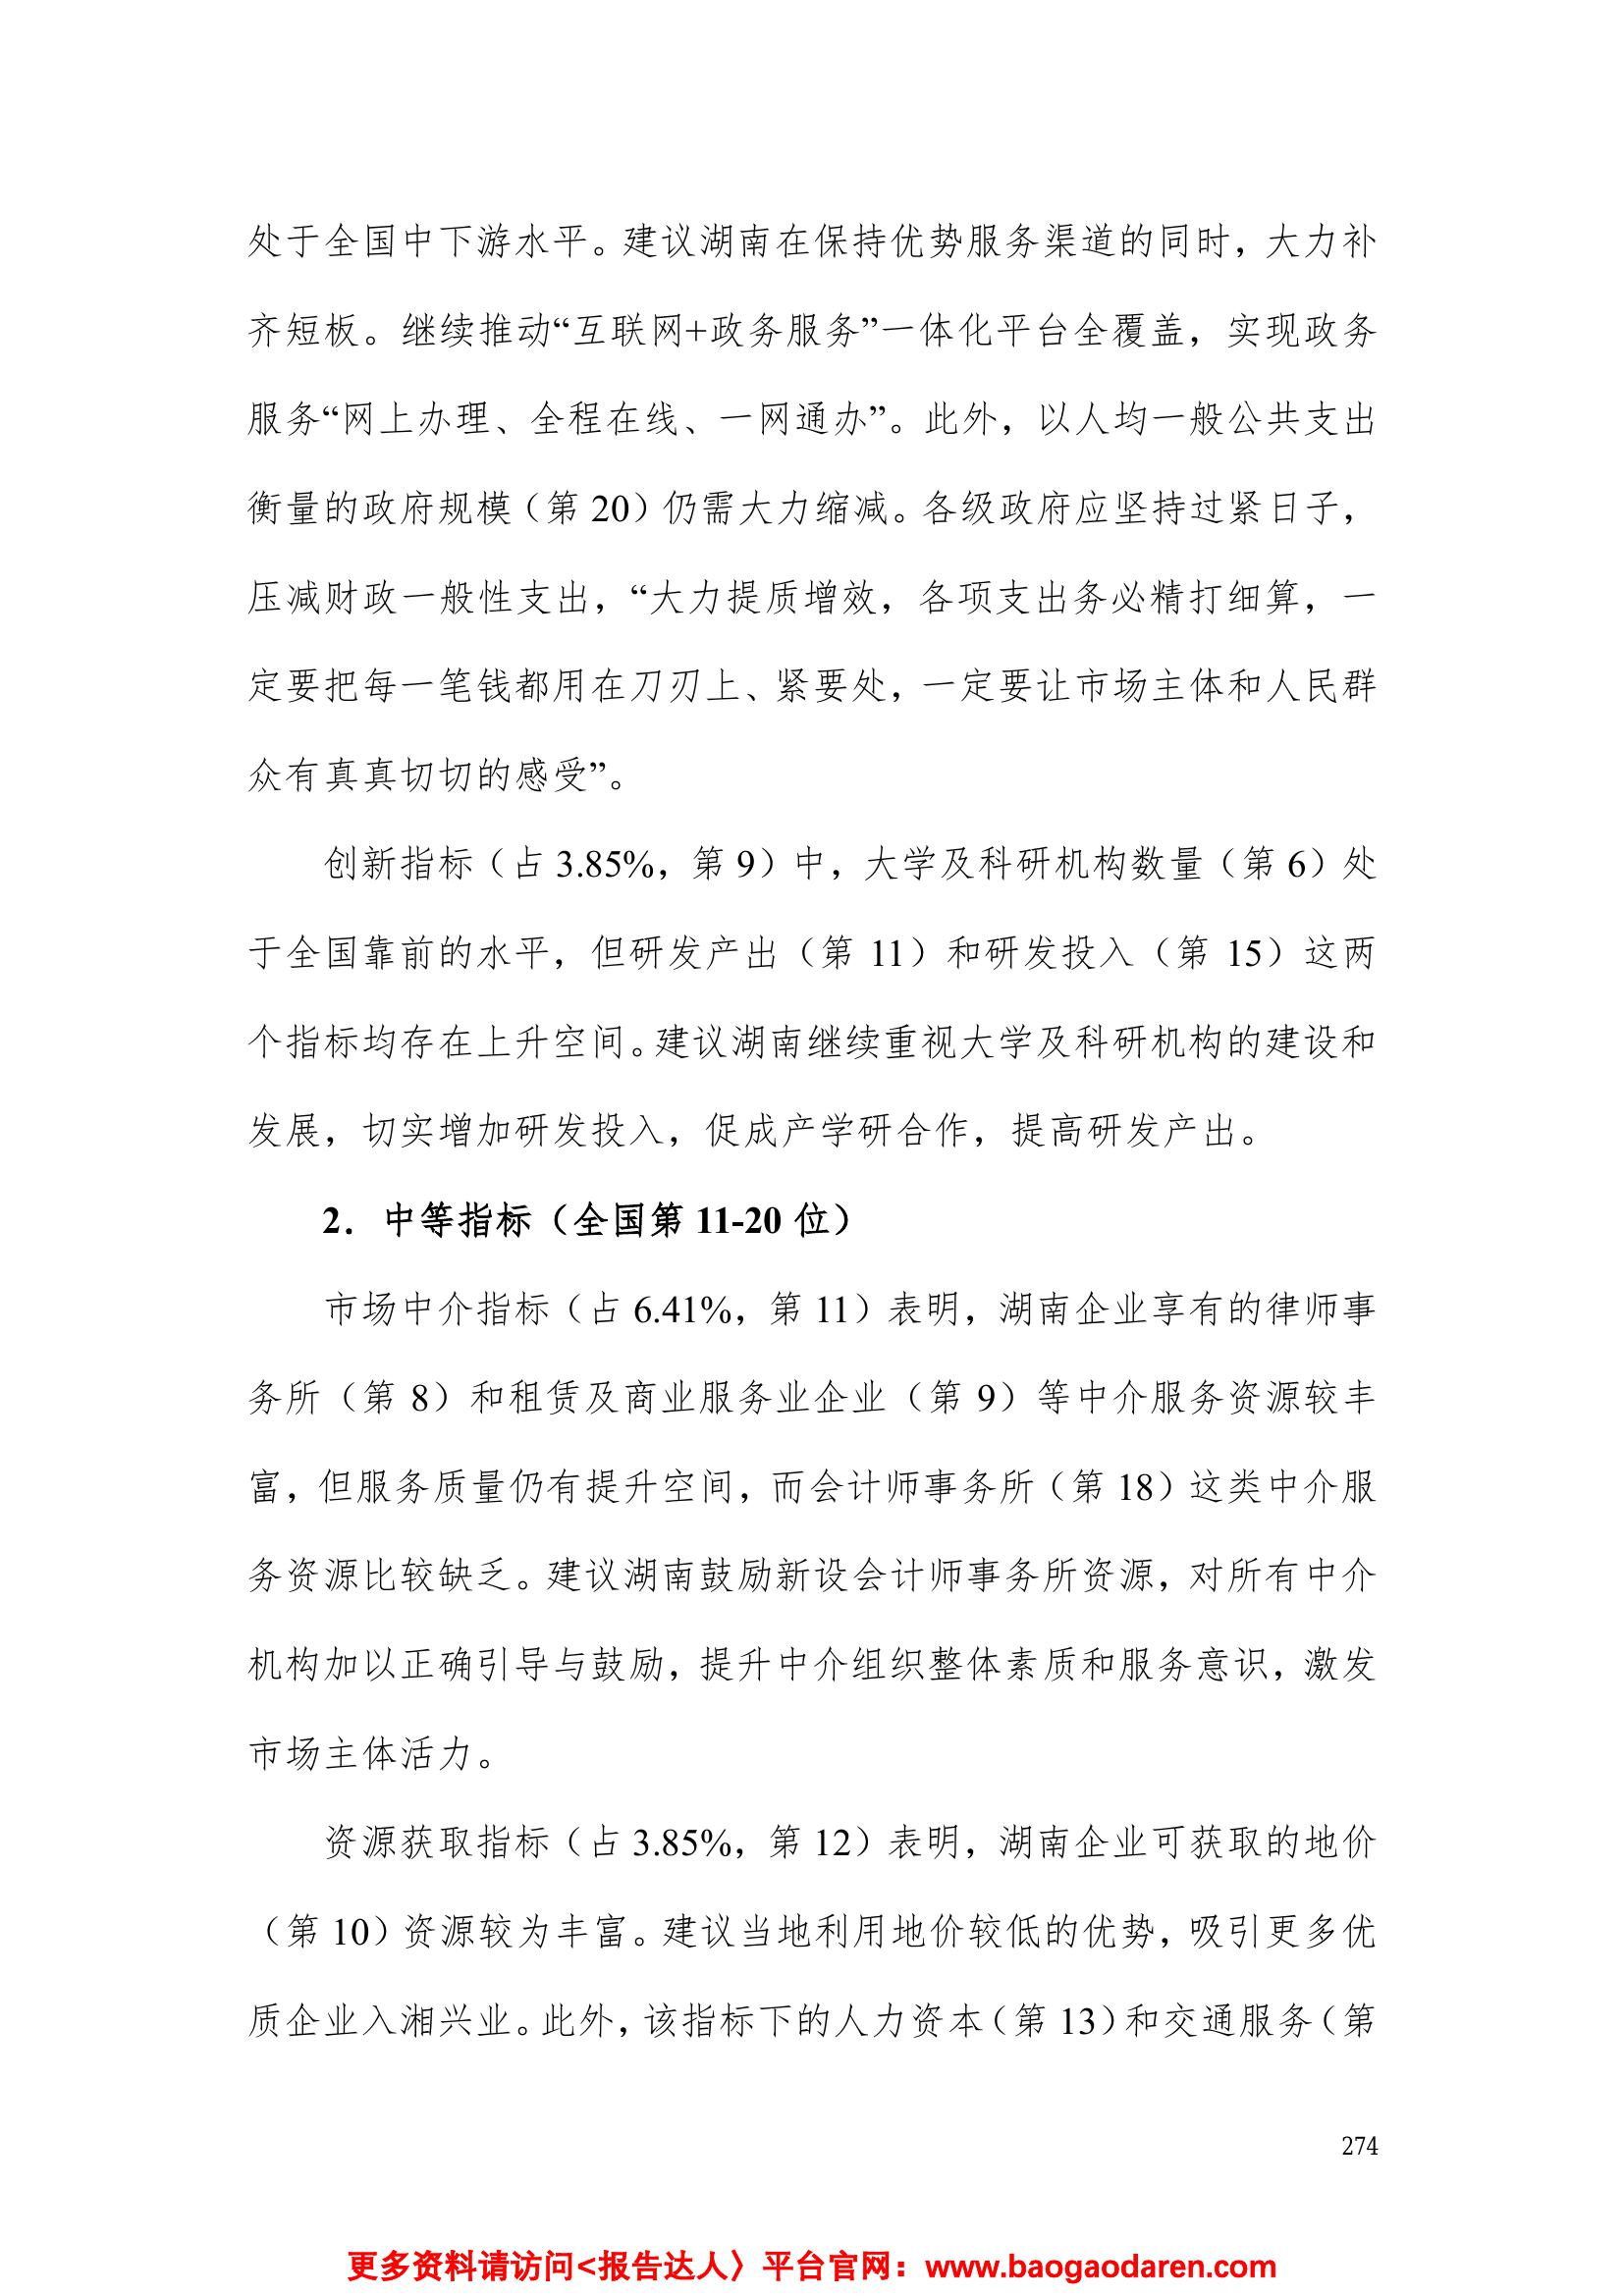 处于全国中下游水平。建议湖南在保持优势服务渠道的同时，大力补
齐短板。继续推动“互联网+政务服务”一体化平台全覆盖，实现政务
服务“网上办理、全程在线、一网通办”。此外，以人均一般公共支出
衡量的政府规模（第 20）仍需大力缩减。各级政府应坚持过紧日子，
压减财政一般性支出，“大力提质增效，各项支出务必精打细算，一
定要把每一笔钱都用在刀刃上、紧要处，一定要让市场主体和人民群
众有真真切切的感受”。
创新指标（占 3.85%，第 9）中，大学及科研机构数量（第 6）处
于全国靠前的水平，但研发产出（第 11）和研发投入（第 15）这两
个指标均存在上升空间。建议湖南继续重视大学及科研机构的建设和
发展，切实增加研发投入，促成产学研合作，提高研发产出。
2．中等指标（全国第 11-20 位）
市场中介指标（占 6.41%，第 11）表明，湖南企业享有的律师事
务所（第 8）和租赁及商业服务业企业（第 9）等中介服务资源较丰
富，但服务质量仍有提升空间，而会计师事务所（第 18）这类中介服
务资源比较缺乏。建议湖南鼓励新设会计师事务所资源，对所有中介
机构加以正确引导与鼓励，提升中介组织整体素质和服务意识，激发
市场主体活力。
资源获取指标（占 3.85%，第 12）表明，湖南企业可获取的地价
（第 10）资源较为丰富。建议当地利用地价较低的优势，吸引更多优
质企业入湘兴业。此外，该指标下的人力资本（第 13）和交通服务（第
274
更多资料请访问<报告达人〉平台官网：www.baogaodaren.com